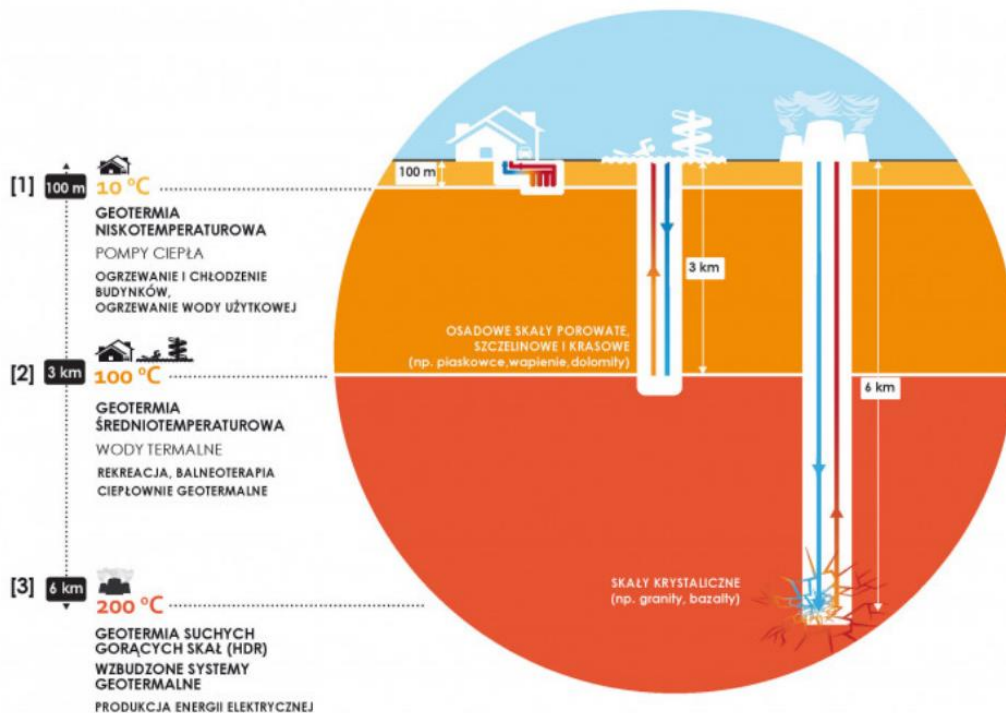 [1] 100 m 10 °C
GEOTERMIA
NISKOTEMPERATUROWA
POMPY CIEPŁA
OGRZEWANIE I CHŁODZENIE
BUDYNKÓW,
OGRZEWANIE WODY UŻYTKOWEJ
[2] 3 km 100 °C
GEOTERMIA
ŚREDNIOTEMPERATUROWA
WODY TERMALNE
REKREACJA, BALNEOTERAPIA
CIEPŁOWNIE GEOTERMALNE
[3] 6 km 200 °C
GEOTERMIA SUCHYCH
GORĄCYCH SKAŁ (HDR)
WZBUDZONE SYSTEMY
GEOTERMALNE
PRODUKCJA ENERGII ELEKTRYCZNEJ
100 m
3 km
OSADOWE SKAŁY POROWATE,
SZCZELINOWE I KRASOWE
(np. piaskowce,wapienie,dolomity)
6 km
SKAŁY KRYSTALICZNE
(np. granity, bazalty)